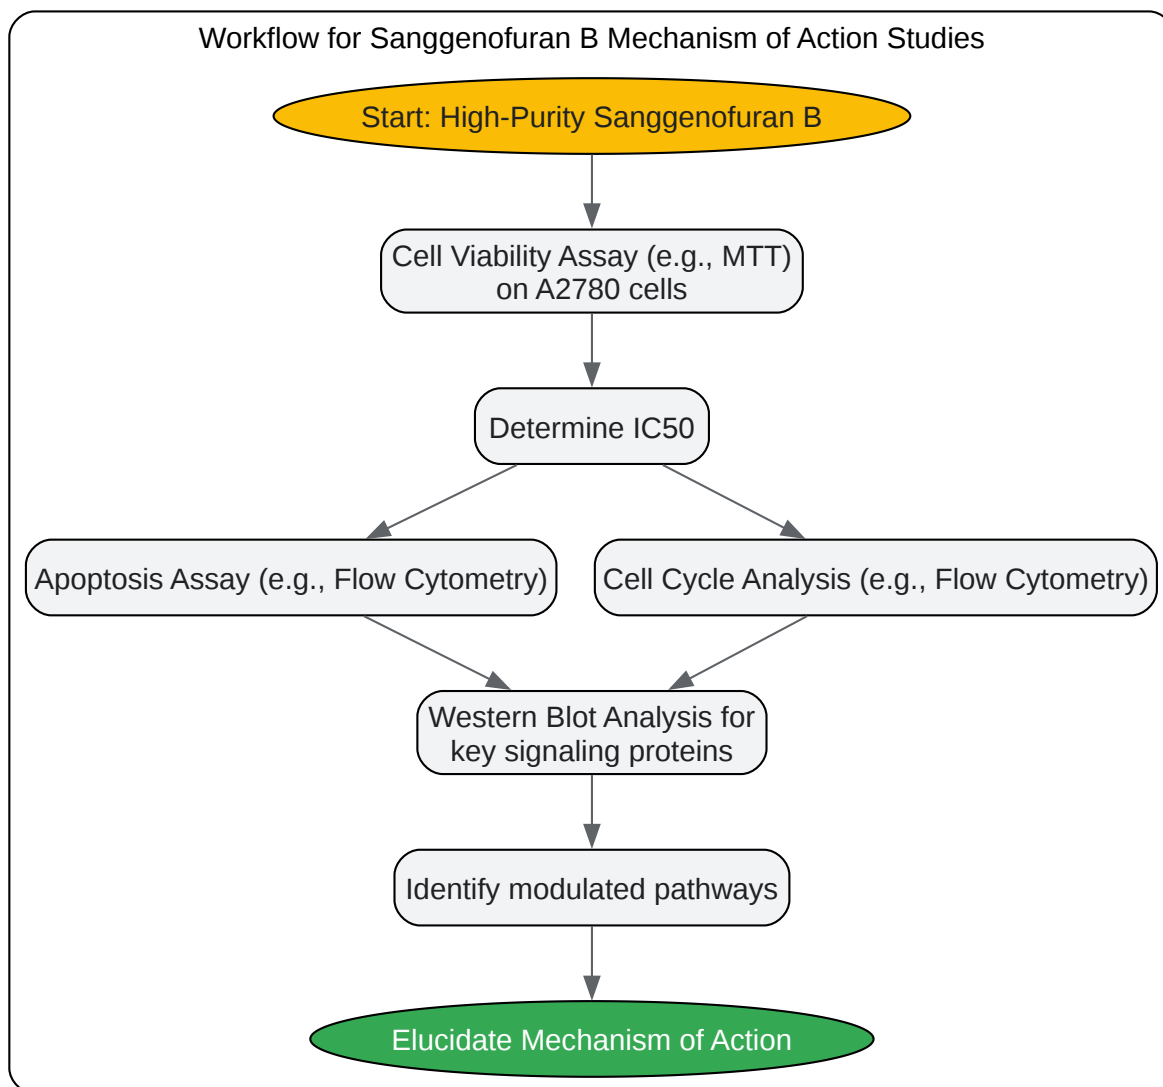 Workflow for Sanggenofuran B Mechanism of Action Studies
Start: High-Purity Sanggenofuran B
Cell Viability Assay (e.g., MTT)
on A2780 cells
Determine IC50
Apoptosis Assay (e.g., Flow Cytometry)
Cell Cycle Analysis (e.g., Flow Cytometry)
Western Blot Analysis for
key signaling proteins
Identify modulated pathways
Elucidate Mechanism of Action